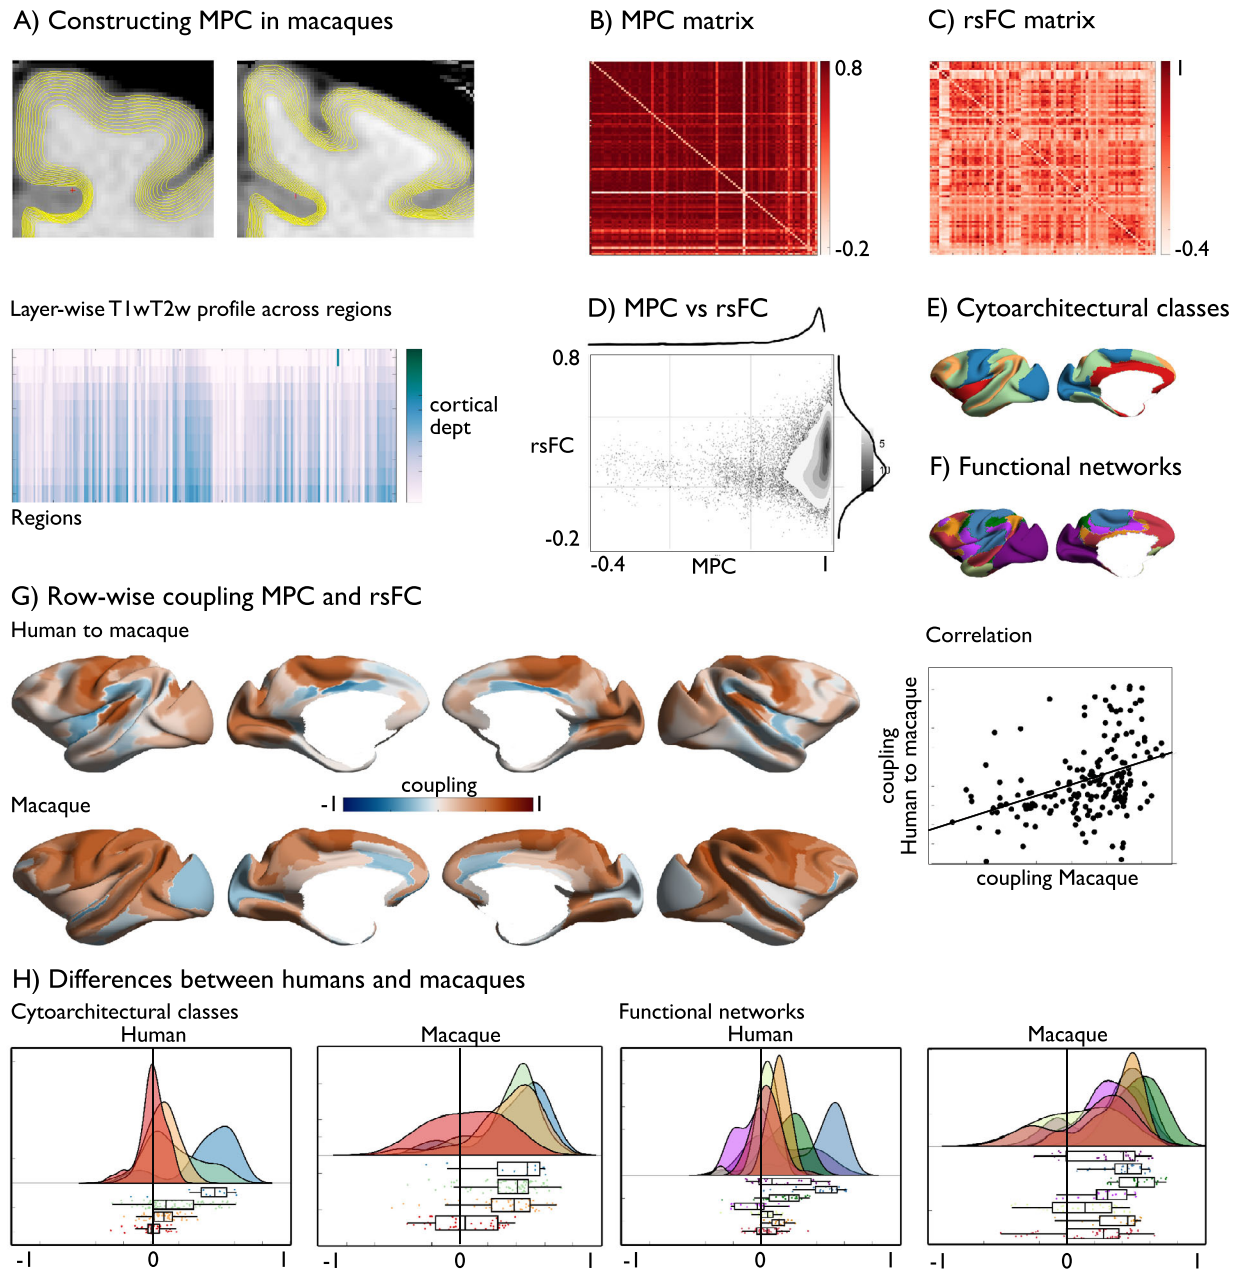 A) Constructing MPC in macaques
B) MPC matrix
0.8
-0.2
C) rsFC matrix
1
-0.4
Layer-wise T1wT2w profile across regions
cortical
dept
Regions
D) MPC vs rsFC
0.8
rsFC
-0.2
-0.4
MPC
1
5
10
E) Cytoarchitectural classes
F) Functional networks
G) Row-wise coupling MPC and rsFC
Human to macaque
coupling
-1
1
Macaque
Correlation
coupling
Human to macaque
coupling Macaque
H) Differences between humans and macaques
Cytoarchitectural classes
Human
Macaque
Functional networks
Human
Macaque
-1 0 1
-1 0 1
-1 0 1
-1 0 1